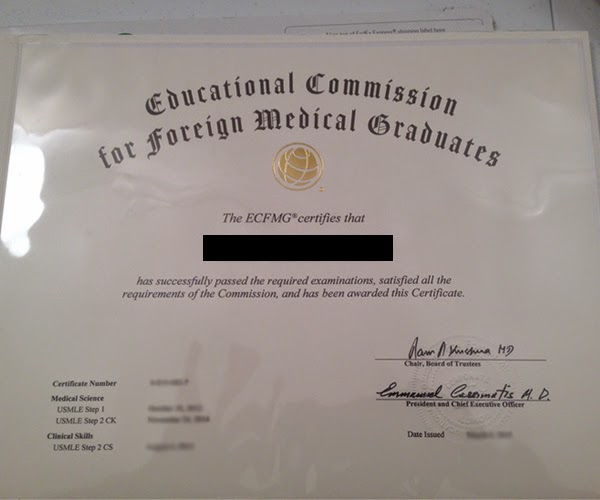 Educational Commission
for Foreign Medical Graduates
The ECFMG® certifies that
has successfully passed the required examinations, satisfied all the
requirements of the Commission, and has been awarded this Certificate.
Chair, Board of Trustees
President and Chief Executive Officer
Certificate Number
Medical Science
USMLE Step 1
USMLE Step 2 CK
Clinical Skills
USMLE Step 2 CS
Date Issued